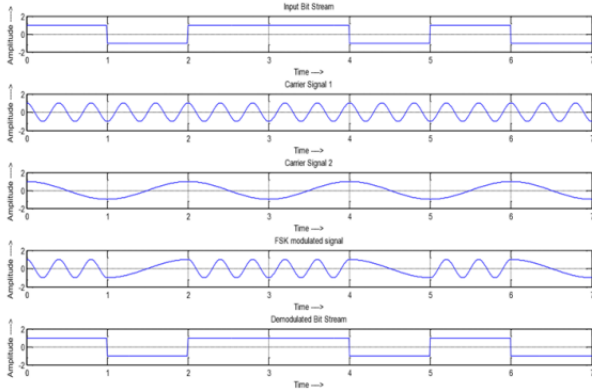 Input Bit Stream
Amplitude ---->
2
0
-2
0 1 2 3 4 5 6 7
Time ---->
Carrier Signal 1
Amplitude ---->
2
0
-2
0 1 2 3 4 5 6 7
Time ---->
Carrier Signal 2
Amplitude ---->
2
0
-2
0 1 2 3 4 5 6 7
Time ---->
FSK modulated signal
Amplitude ---->
2
0
-2
0 1 2 3 4 5 6 7
Time ---->
Demodulated Bit Stream
Amplitude ---->
2
0
-2
0 1 2 3 4 5 6 7
Time ---->